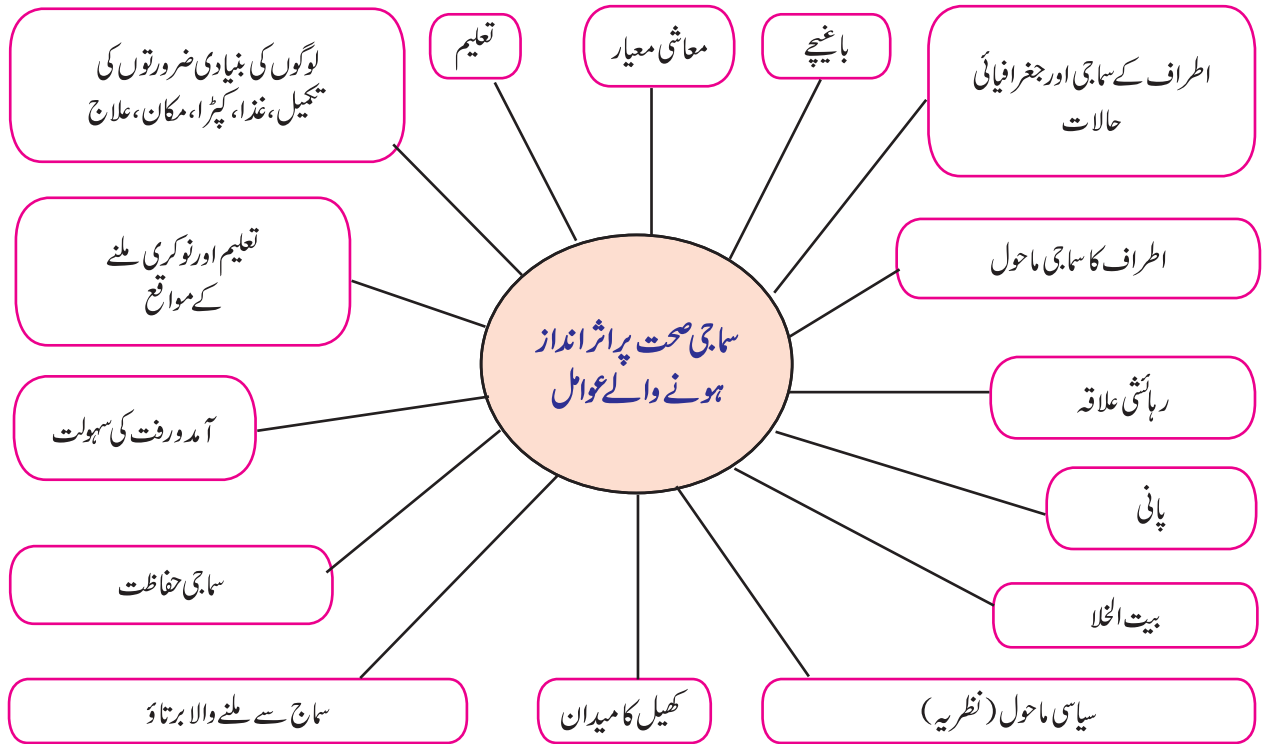 اطراف کے سماجی اور جغرافیائی
حالات
باغیچے
معاشی معیار
تعلیم
لوگوں کی بنیادی ضرورتوں کی
تکمیل، غذا، کپڑا، مکان، علاج
اطراف کا سماجی ماحول
تعلیم اور نوکری ملنے
کے مواقع
سماجی صحت پر اثر انداز
ہونے والے عوامل
رہائشی علاقہ
آمد و رفت کی سہولت
پانی
سماجی حفاظت
بیت الخلا
سیاسی ماحول (نظریہ)
کھیل کا میدان
سماج سے ملنے والا برتاؤ